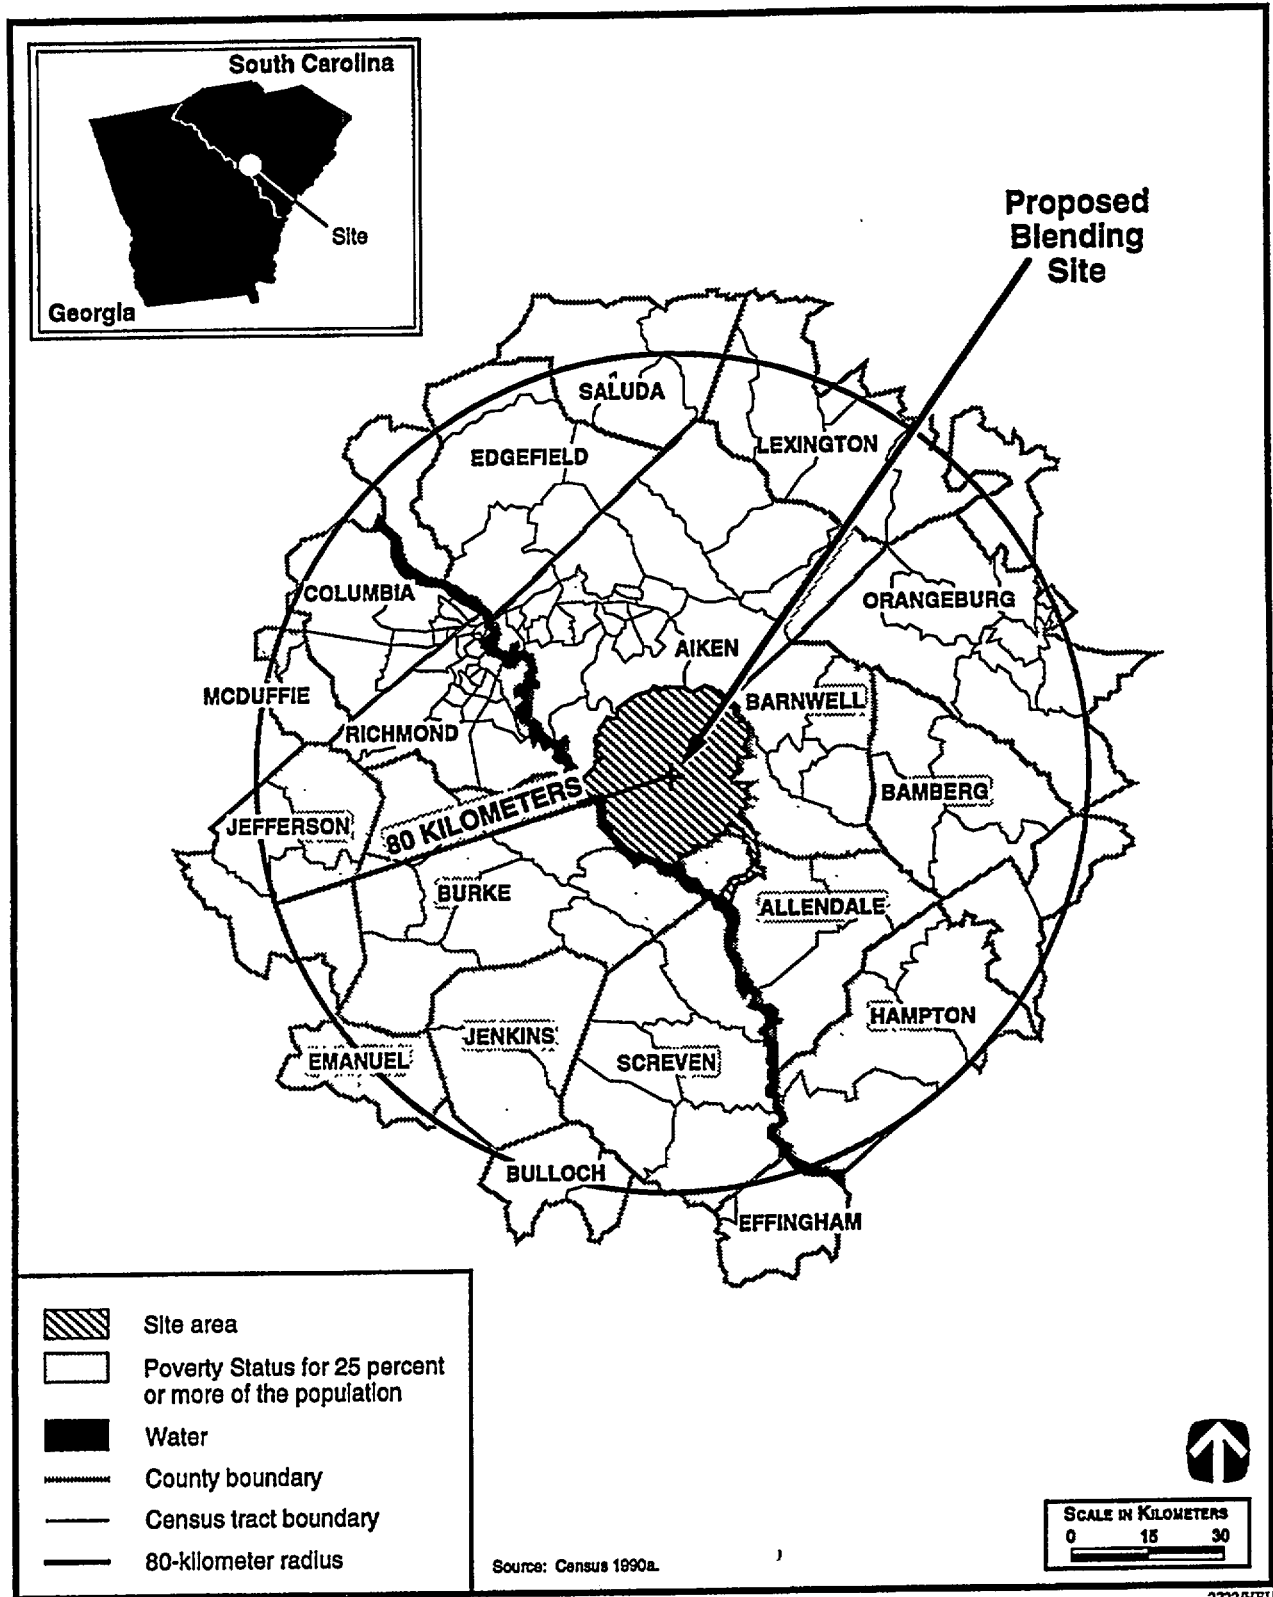 South Carolina
Site
Georgia
Proposed
Blending
Site
SALUDA
LEXINGTON
EDGEFIELD
COLUMBIA
ORANGEBURG
AIKEN
MCDUFFIE
BARNWELL
RICHMOND
BAMBERG
80 KILOMETERS
JEFFERSON
BURKE
ALLENDALE
HAMPTON
JENKINS
EMANUEL
SCREVEN
BULLOCH
EFFINGHAM
Site area
Poverty Status for 25 percent
or more of the population
Water
County boundary
Census tract boundary
80-kilometer radius
Source: Census 1990a.
SCALE IN KILOMETERS
0 15 30